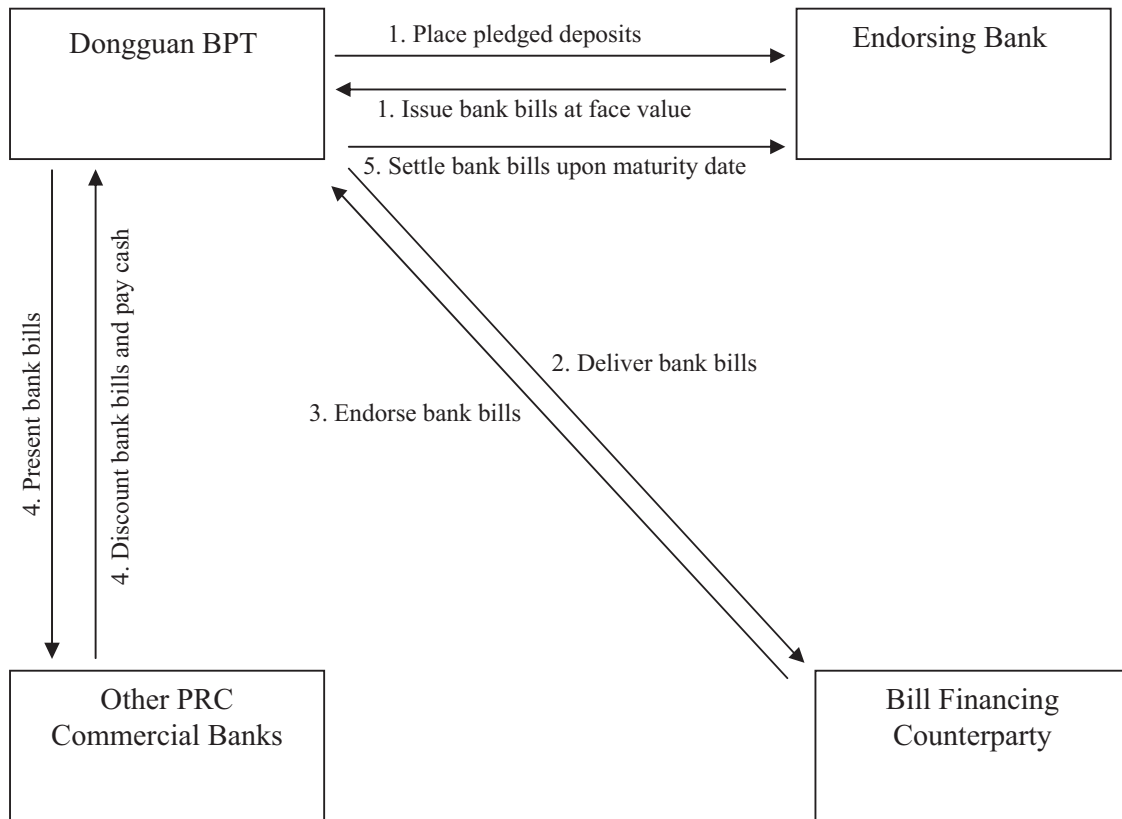 Dongguan BPT
1. Place pledged deposits
Endorsing Bank
1. Issue bank bills at face value
5. Settle bank bills upon maturity date
4. Present bank bills
4. Discount bank bills and pay cash
2. Deliver bank bills
3. Endorse bank bills
Other PRC
Commercial Banks
Bill Financing
Counterparty